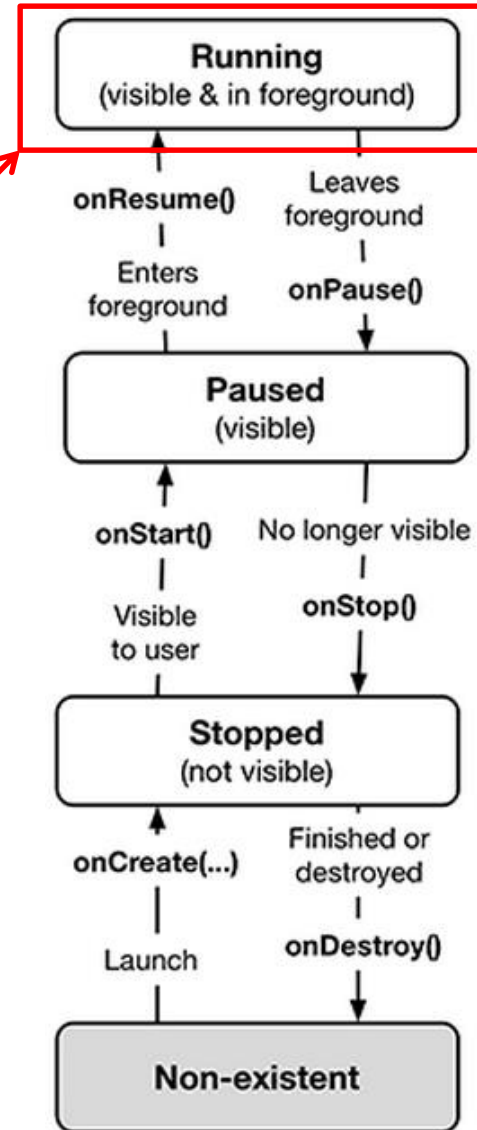 Running
(visible & in foreground)
onResume()
Enters
foreground
Leaves
foreground
onPause()
Paused
(visible)
onStart()
Visible
to user
No longer visible
onStop()
Stopped
(not visible)
onCreate(...)
Launch
Finished or
destroyed
onDestroy()
Non-existent